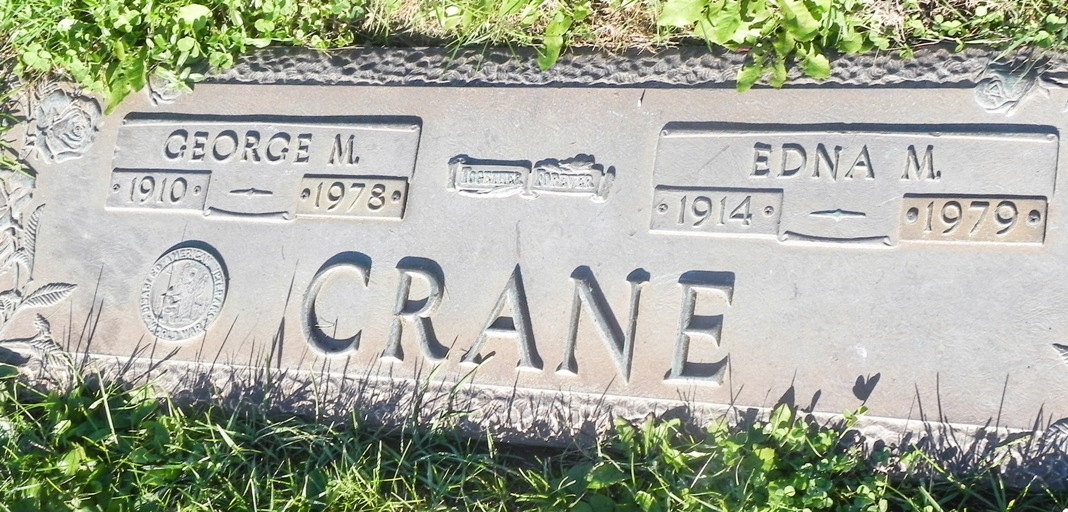 GEORGE M.
1910 1978
TOGETHER FOREVER
EDNA M.
1914 1979
CRANE